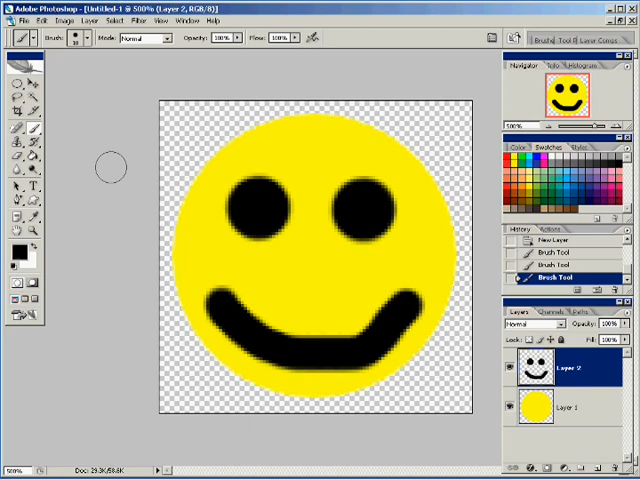 Adobe Photoshop - [Untitled-1 @ 500% (Layer 2, RGB/8)]
File Edit Image Layer Select Filter View Window Help
Brush: Mode: Normal Opacity: 100% Flow: 100% Layer Comps
Navigator Info Histogram
500%
Color Swatches Styles
History Actions
New Layer
Brush Tool
Brush Tool
Brush Tool
Layers Channels Paths
Normal Opacity: 100%
Lock: Fill: 100%
Layer 2
Layer 1
500% Doc: 29.3K/58.6K